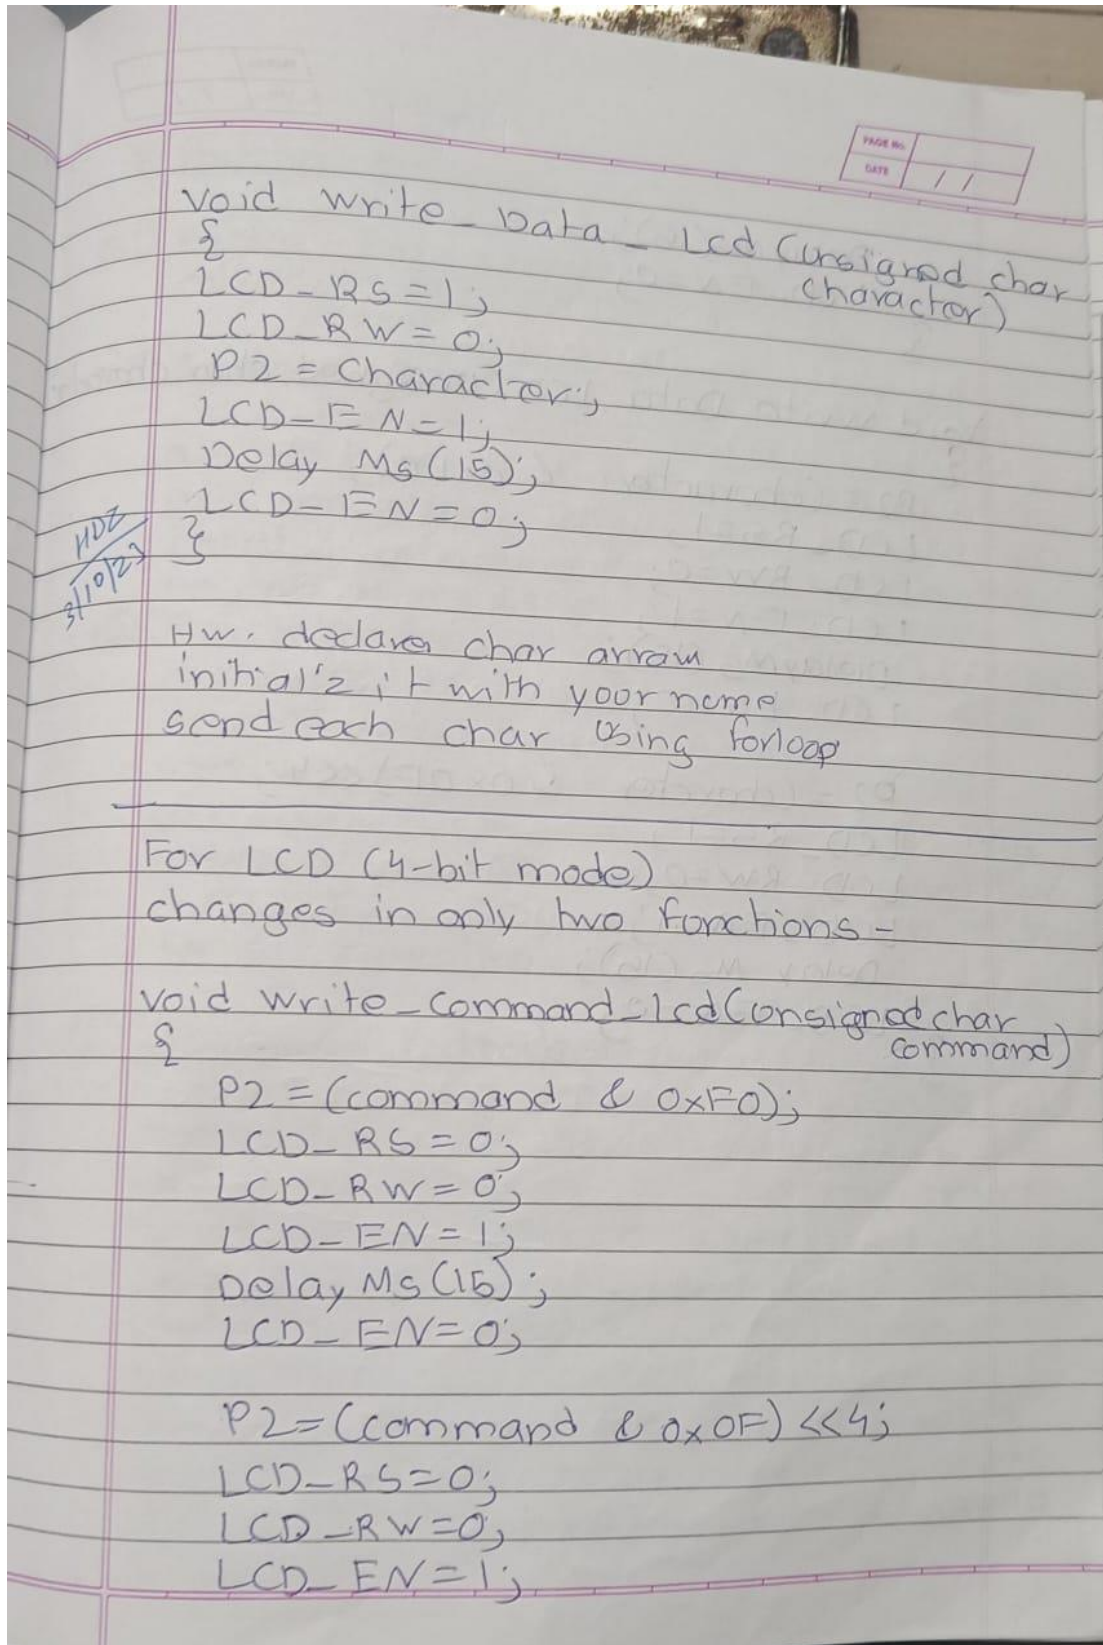 PAGE No.
DATE / /
void write_Data_Lcd (unsigned char
charactor)
{
LCD_RS=1;
LCD_RW=0;
P2 = Character;
LCD_EN=1;
Delay Ms(15);
LCD_EN=0;
}
3/10/23
Hw. declare char array
initial'z it with your name
send each char using forloop
For LCD (4-bit mode)
changes in only two functions-
void write_command_lcd(unsigned char
command)
{
P2=(command & 0xF0);
LCD_RS=0;
LCD_RW=0;
LCD_EN=1;
Delay Ms(15);
LCD_EN=0;
P2=(command & 0x0F)<<4;
LCD_RS=0;
LCD_RW=0;
LCD_EN=1;